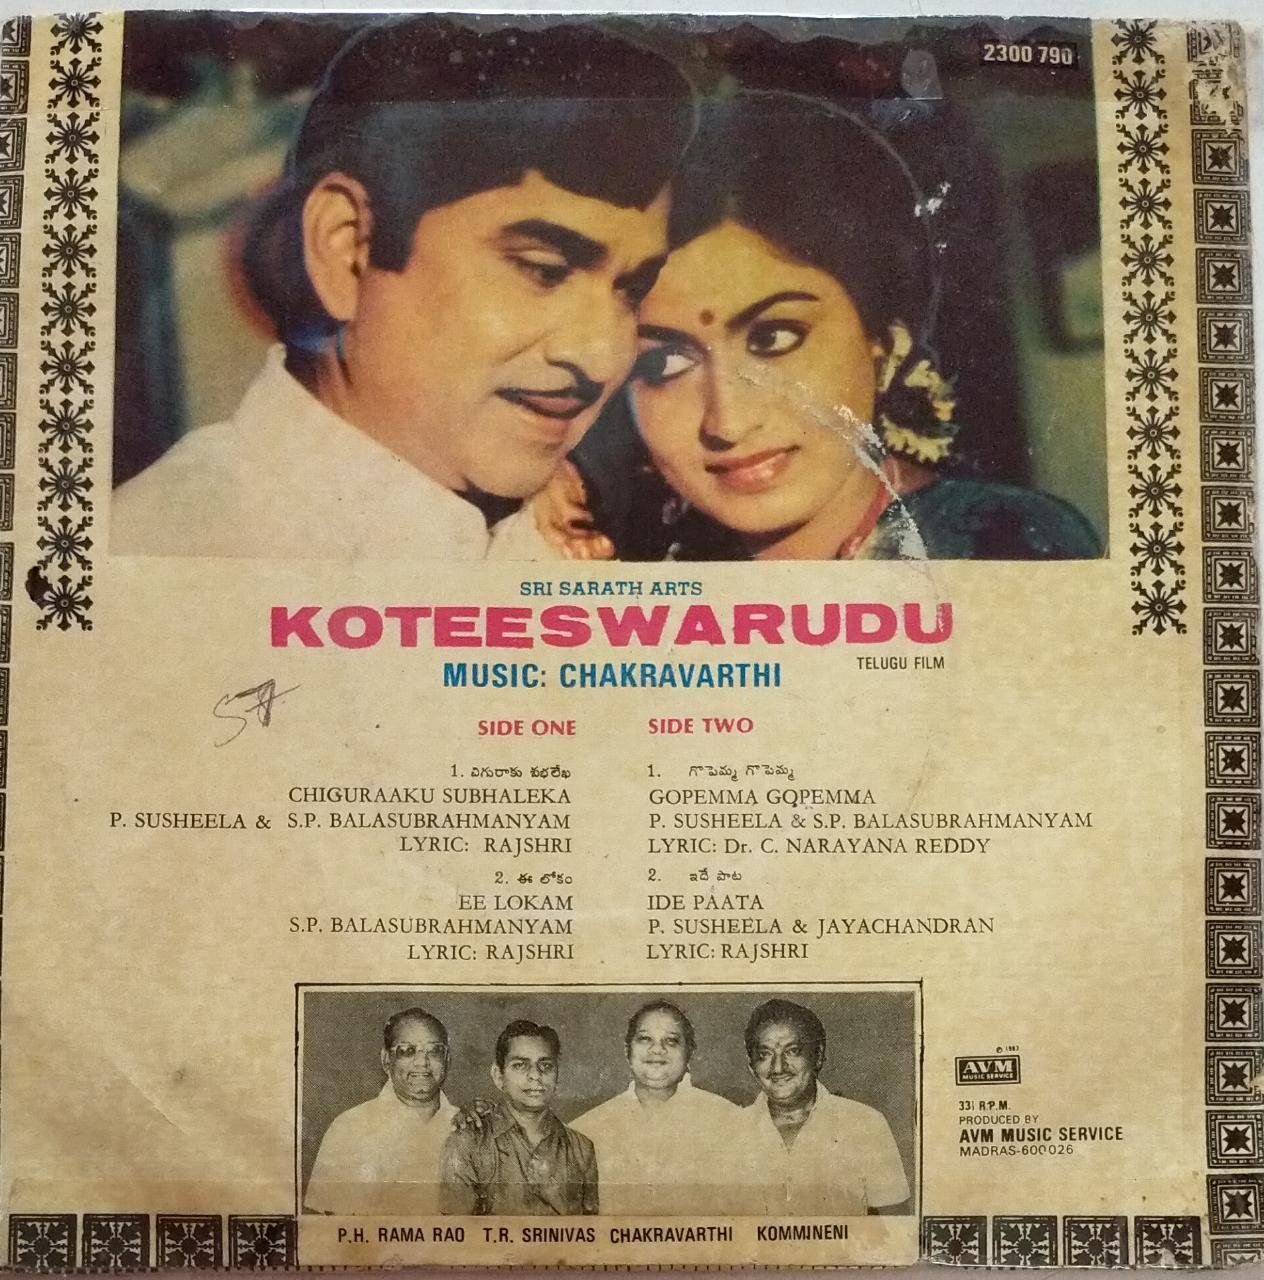 2300 790
SRI SARATH ARTS
KOTEESWARUDU
MUSIC: CHAKRAVARTHI
TELUGU FILM
SIDE ONE
1. చిగురాకు శుభలేఖ
CHIGURAAKU SUBHALEKA
P. SUSHEELA & S.P. BALASUBRAHMANYAM
LYRIC: RAJSHRI
2. ఈ లోకం
EE LOKAM
S.P. BALASUBRAHMANYAM
LYRIC: RAJSHRI
SIDE TWO
1. గొపెమ్మ గొపెమ్మ
GOPEMMA GOPEMMA
P. SUSHEELA & S.P. BALASUBRAHMANYAM
LYRIC: Dr. C. NARAYANA REDDY
2. ఇదే పాట
IDE PAATA
P. SUSHEELA & JAYACHANDRAN
LYRIC: RAJSHRI
℗ 1983
AVM
MUSIC SERVICE
33⅓ R.P.M.
PRODUCED BY
AVM MUSIC SERVICE
MADRAS-600026
P.H. RAMA RAO T.R. SRINIVAS CHAKRAVARTHI KOMMINENI